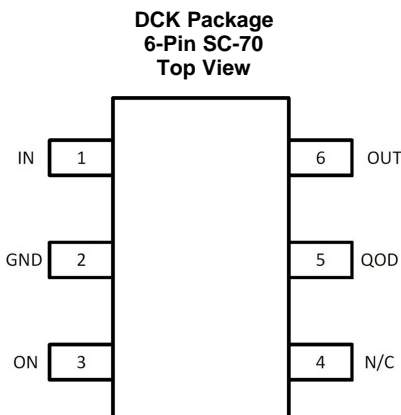 DCK Package
6-Pin SC-70
Top View
IN 1 6 OUT
GND 2 5 QOD
ON 3 4 N/C